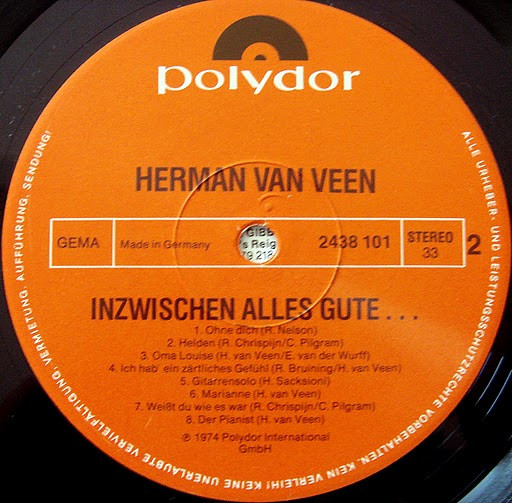 polydor
HERMAN VAN VEEN
GEMA
Made in Germany
GIBB
's Reig
79 218
2438 101
STEREO
33
2
INZWISCHEN ALLES GUTE...
1. Ohne dich (R. Nelson)
2. Helden (R. Chrispijn/C. Pilgram)
3. Oma Louise (H. van Veen/E. van der Wurff)
4. Ich hab' ein zärtliches Gefühl (R. Bruining/H. van Veen)
5. Gitarrensolo (H. Sacksioni)
6. Marianne (H. van Veen)
7. Weißt du wie es war (R. Chrispijn/C. Pilgram)
8. Der Pianist (H. van Veen)
℗ 1974 Polydor International
GmbH
ALLE URHEBER- UND LEISTUNGSSCHUTZRECHTE VORBEHALTEN. KEIN VERLEIH! KEINE UNERLAUBTE VERVIELFÄLTIGUNG, VERMIETUNG, AUFFÜHRUNG, SENDUNG!